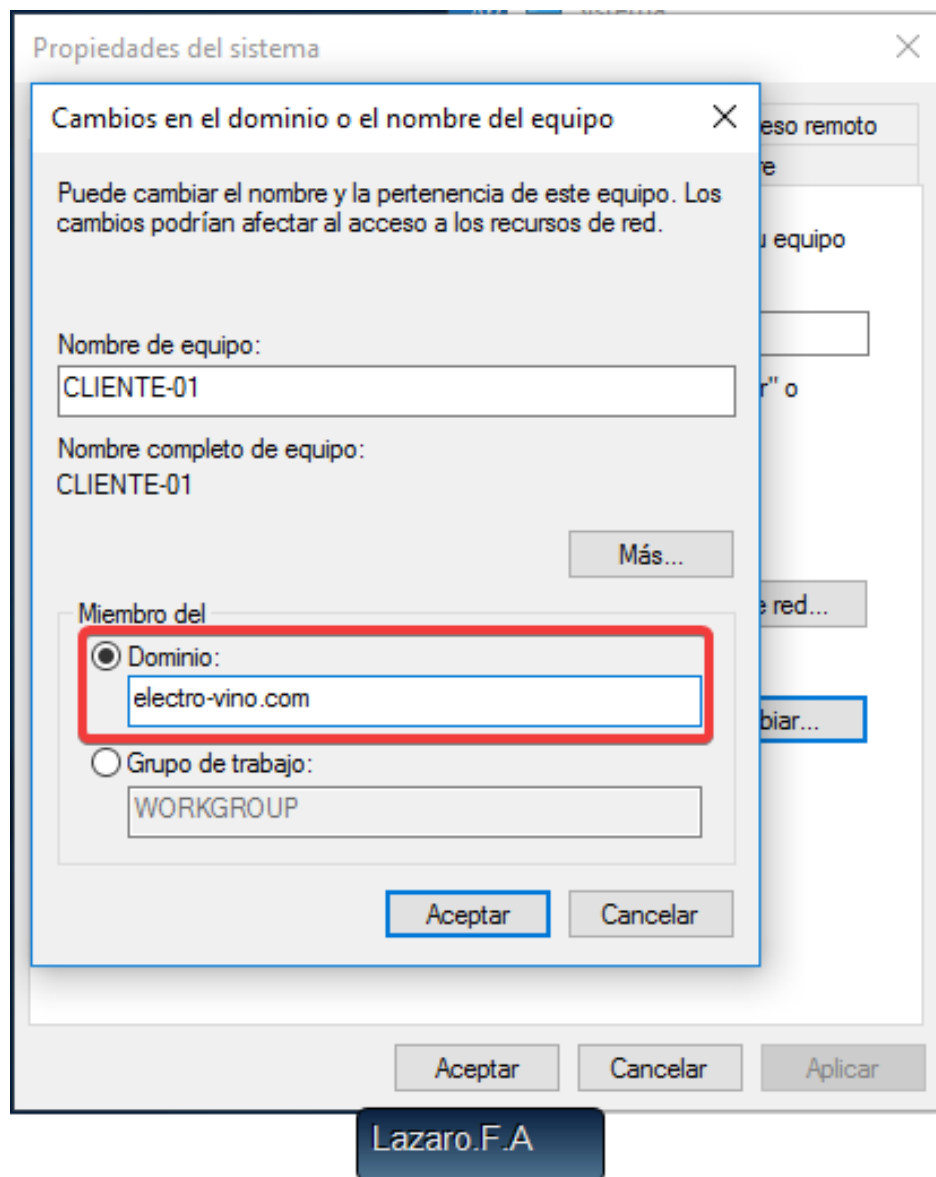 Propiedades del sistema
Cambios en el dominio o el nombre del equipo
eso remoto
Puede cambiar el nombre y la pertenencia de este equipo. Los
cambios podrían afectar al acceso a los recursos de red.
u equipo
Nombre de equipo:
CLIENTE-01
r" o
Nombre completo de equipo:
CLIENTE-01
Más...
e red...
Miembro del
Dominio:
electro-vino.com
biar...
Grupo de trabajo:
WORKGROUP
Aceptar Cancelar
Aceptar Cancelar Aplicar
Lazaro.F.A